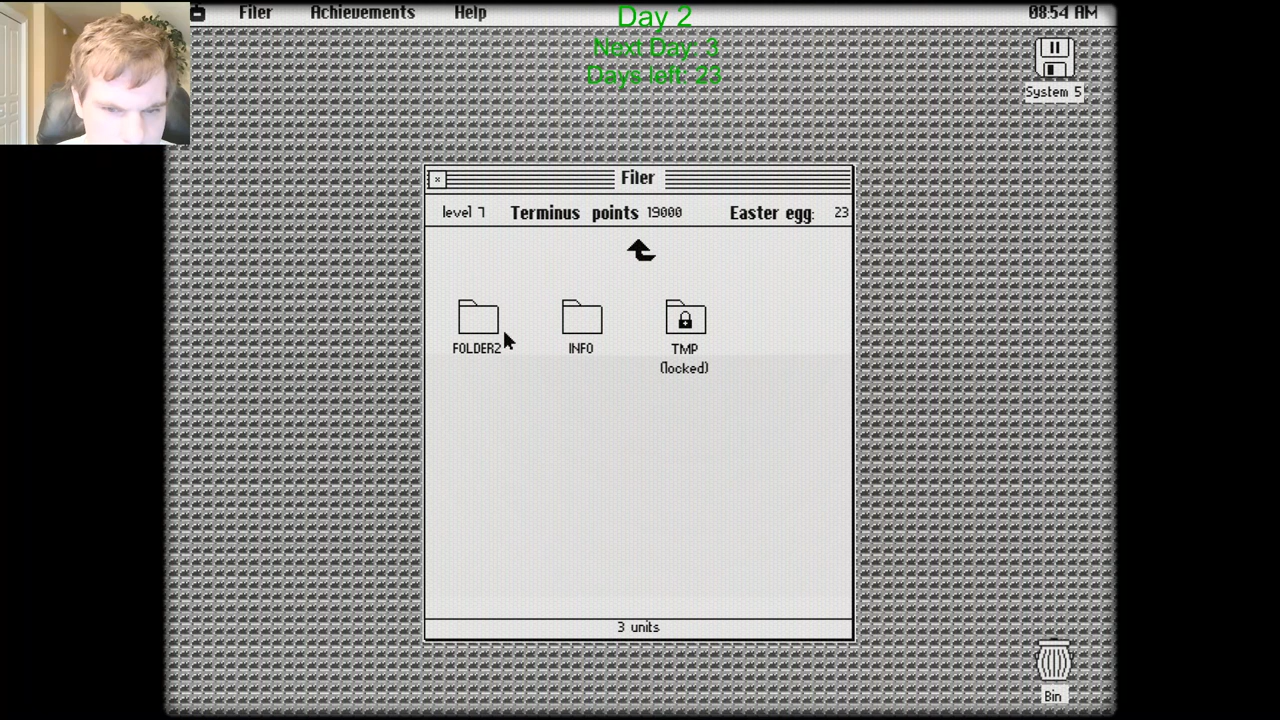 Filer Achievements Help
Day 2
08:54 AM
Next Day: 3
Days left: 23
System 5
Filer
level 7 Terminus points 19000 Easter egg: 23
FOLDER2 INFO TMP
(locked)
3 units
Bin